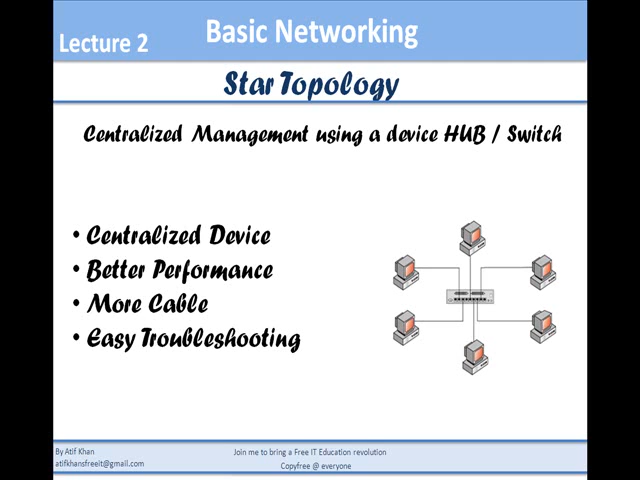 Lecture 2
Basic Networking
Star Topology
Centralized Management using a device HUB / Switch
• Centralized Device
• Better Performance
• More Cable
• Easy Troubleshooting
By Atif Khan
atifkhansfreeit@gmail.com
Join me to bring a Free IT Education revolution
Copyfree @ everyone